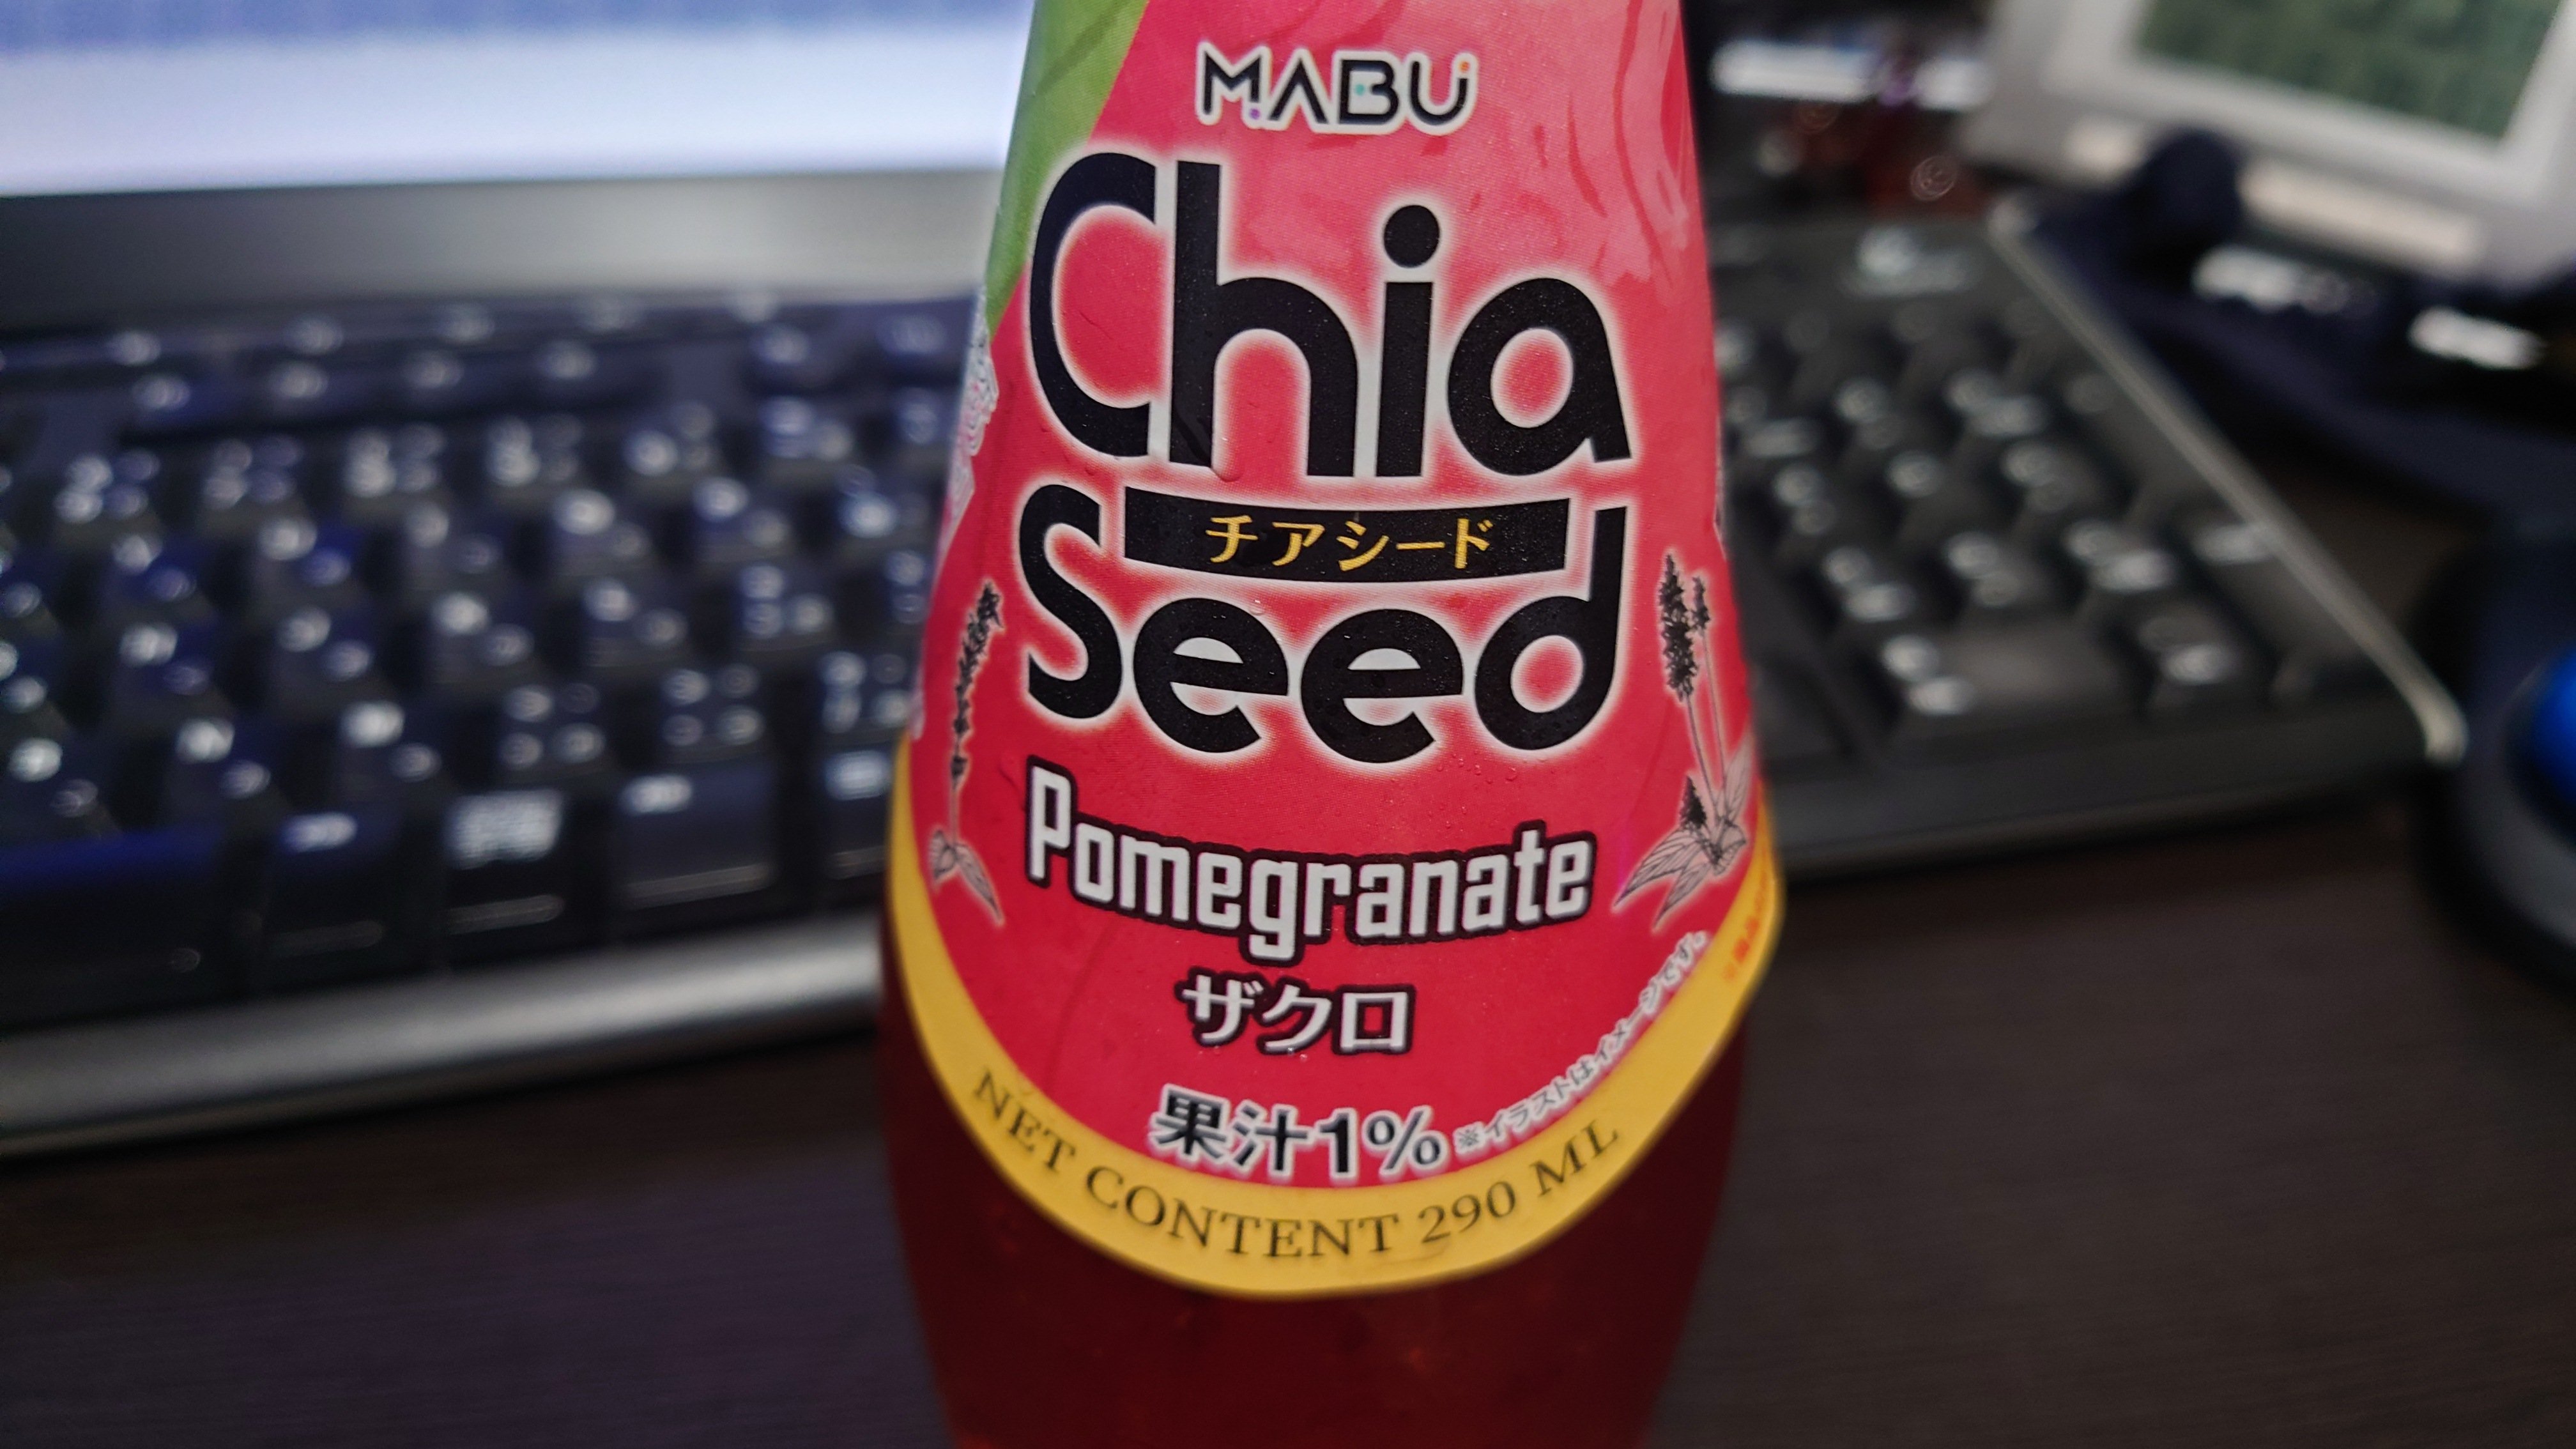 MABU
Chia
チアシード
Seed
Pomegranate
ザクロ
果汁1%
※イラストはイメージです。
NET CONTENT 290 ML